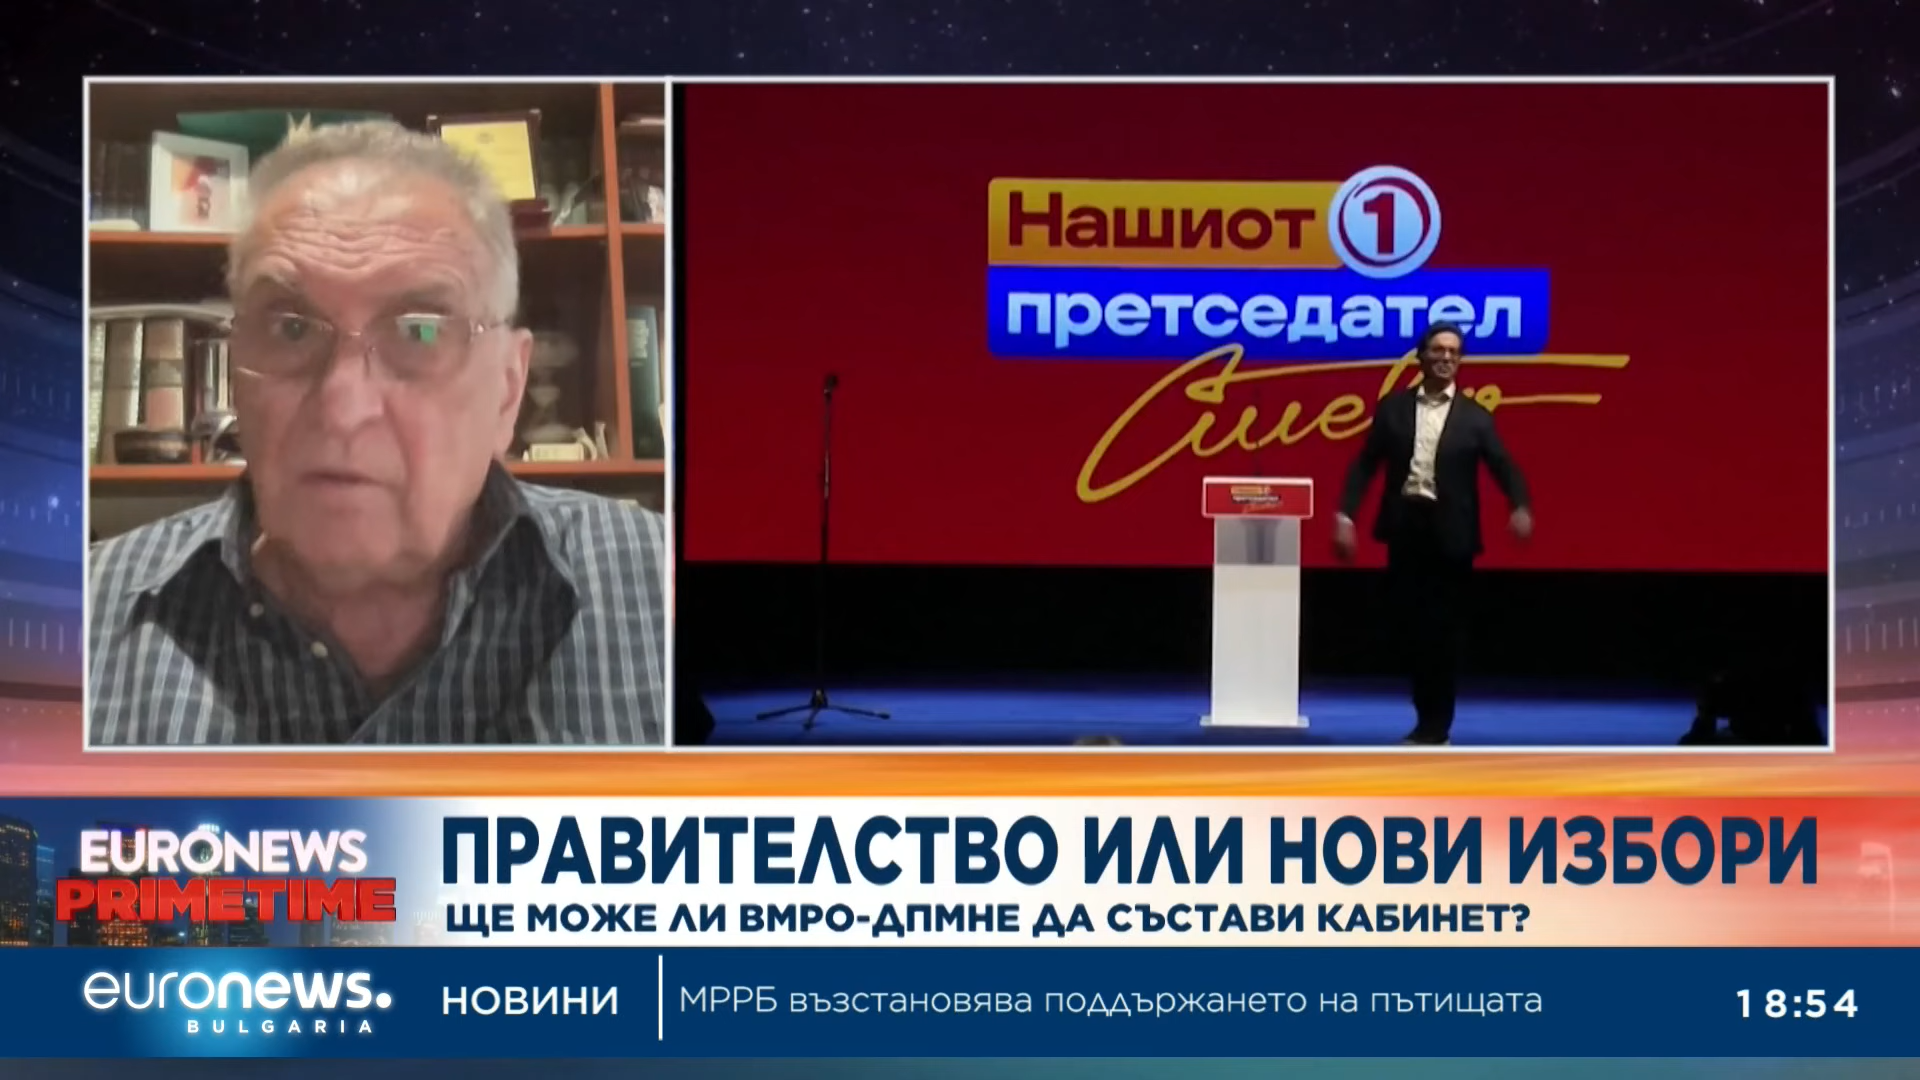 Нашиот 1
претседател
Стево
EURONEWS
PRIMETIME
ПРАВИТЕЛСТВО ИЛИ НОВИ ИЗБОРИ
ЩЕ МОЖЕ ЛИ ВМРО-ДПМНЕ ДА СЪСТАВИ КАБИНЕТ?
euronews.
BULGARIA
НОВИНИ
МРРБ възстановява поддържането на пътищата
18:54